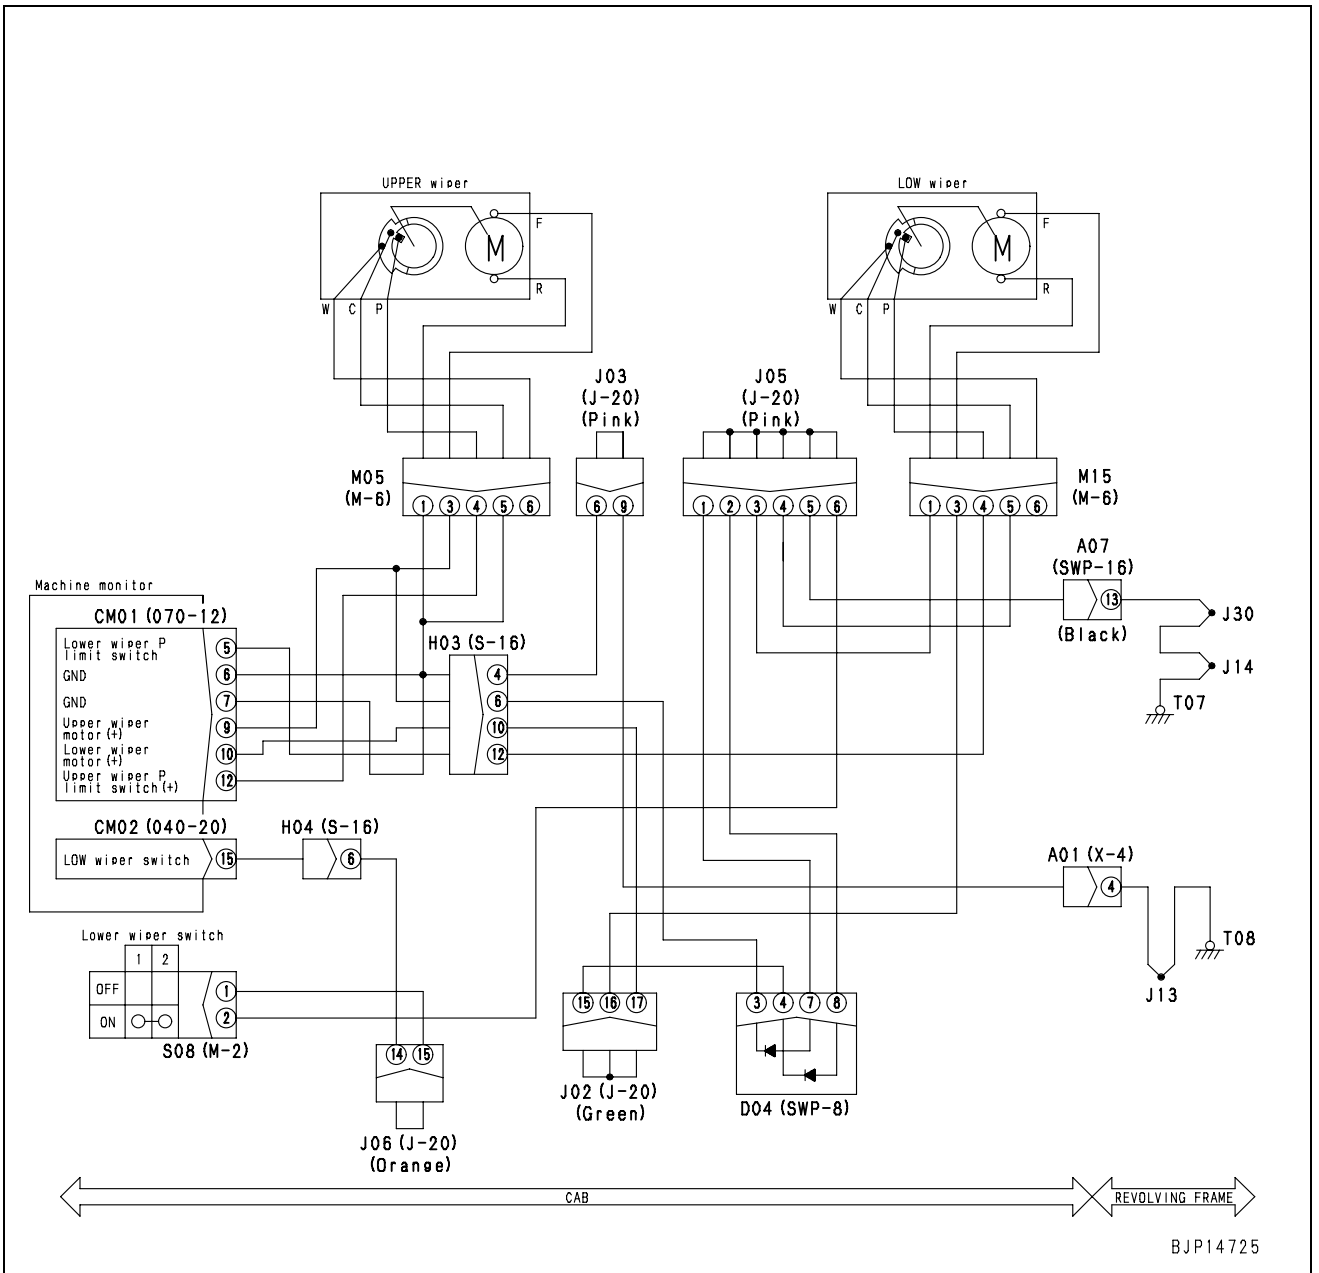 UPPER wiper
LOW wiper
M
F
R
W C P
M
F
R
W C P
J03
(J-20)
(Pink)
J05
(J-20)
(Pink)
M05
(M-6)
1 3 4 5 6
6 9
1 2 3 4 5 6
1 3 4 5 6
M15
(M-6)
A07
(SWP-16)
13
(Black)
J30
J14
T07
Machine monitor
CM01 (070-12)
Lower wiper P
limit switch
5
GND
6
GND
7
Upper wiper
motor (+)
9
Lower wiper
motor (+)
10
Upper wiper P
limit switch (+)
12
H03 (S-16)
4
6
10
12
CM02 (040-20)
LOW wiper switch
15
H04 (S-16)
6
A01 (X-4)
4
T08
J13
Lower wiper switch
1 2
OFF
ON
1
2
S08 (M-2)
14 15
J06 (J-20)
(Orange)
15 16 17
J02 (J-20)
(Green)
3 4 7 8
D04 (SWP-8)
CAB
REVOLVING FRAME
BJP14725